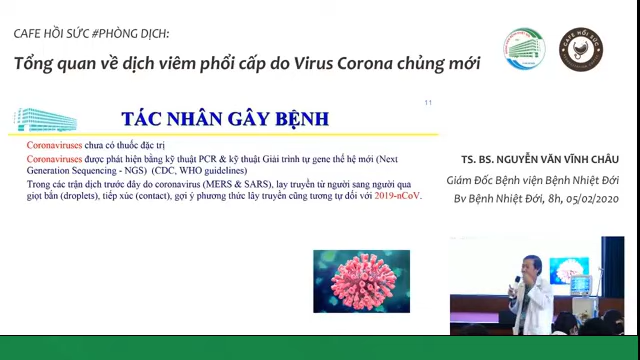 CAFE HỒI SỨC #PHÒNG DỊCH:
Tổng quan về dịch viêm phổi cấp do Virus Corona chủng mới
CAFE HỒI SỨC
11
TÁC NHÂN GÂY BỆNH
Coronaviruses chưa có thuốc đặc trị
Coronaviruses được phát hiện bằng kỹ thuật PCR & kỹ thuật Giải trình tự gene thế hệ mới (Next
Generation Sequencing - NGS) (CDC, WHO guidelines)
Trong các trận dịch trước đây do coronavirus (MERS & SARS), lay truyền từ người sang người qua
giọt bắn (droplets), tiếp xúc (contact), gợi ý phương thức lây truyền cũng tương tự đối với 2019-nCoV.
TS. BS. NGUYỄN VĂN VĨNH CHÂU
Giám Đốc Bệnh viện Bệnh Nhiệt Đới
Bv Bệnh Nhiệt Đới, 8h, 05/02/2020